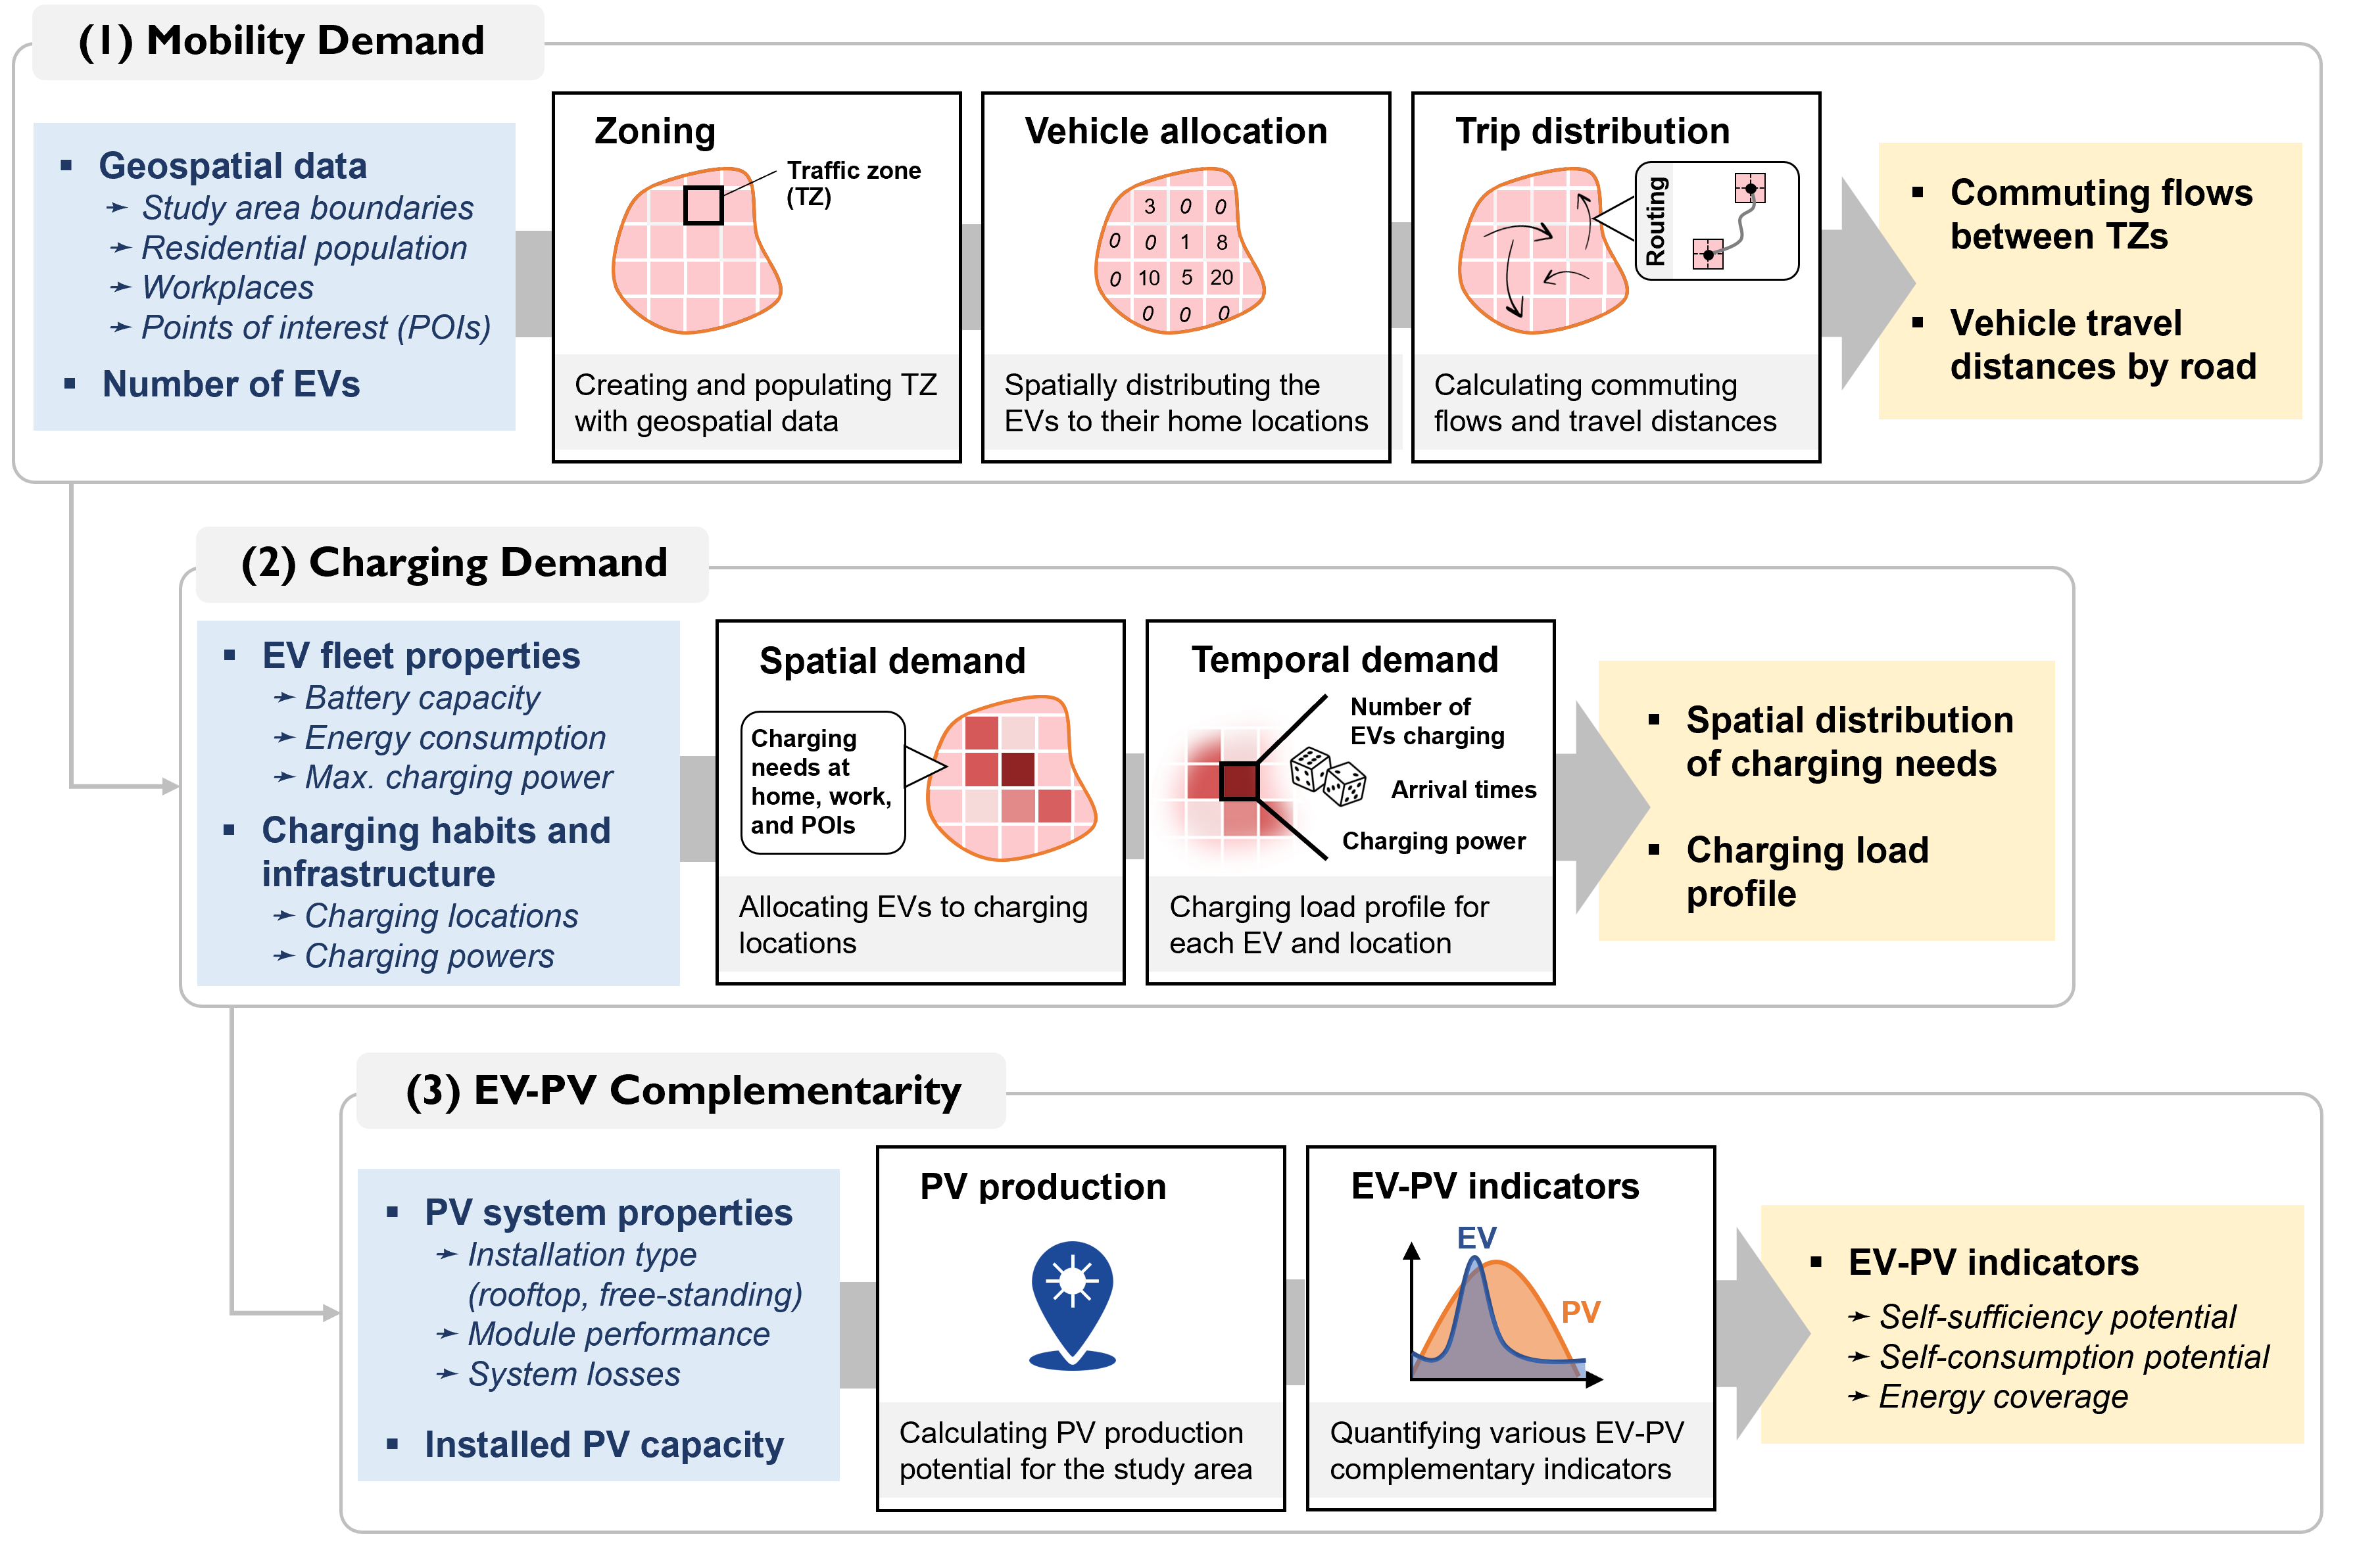 (1) Mobility Demand
▪ Geospatial data
➛ Study area boundaries
➛ Residential population
➛ Workplaces
➛ Points of interest (POIs)
▪ Number of EVs
Zoning
Traffic zone
(TZ)
Creating and populating TZ
with geospatial data
Vehicle allocation
3 0 0
0 0 1 8
0 10 5 20
0 0 0
Spatially distributing the
EVs to their home locations
Trip distribution
Routing
Calculating commuting
flows and travel distances
▪ Commuting flows
between TZs
▪ Vehicle travel
distances by road
(2) Charging Demand
▪ EV fleet properties
➛ Battery capacity
➛ Energy consumption
➛ Max. charging power
▪ Charging habits and
infrastructure
➛ Charging locations
➛ Charging powers
Spatial demand
Charging
needs at
home, work,
and POIs
Allocating EVs to charging
locations
Temporal demand
Number of
EVs charging
Arrival times
Charging power
Charging load profile for
each EV and location
▪ Spatial distribution
of charging needs
▪ Charging load
profile
(3) EV-PV Complementarity
▪ PV system properties
➛ Installation type
(rooftop, free-standing)
➛ Module performance
➛ System losses
▪ Installed PV capacity
PV production
Calculating PV production
potential for the study area
EV-PV indicators
EV
PV
Quantifying various EV-PV
complementary indicators
▪ EV-PV indicators
➛ Self-sufficiency potential
➛ Self-consumption potential
➛ Energy coverage